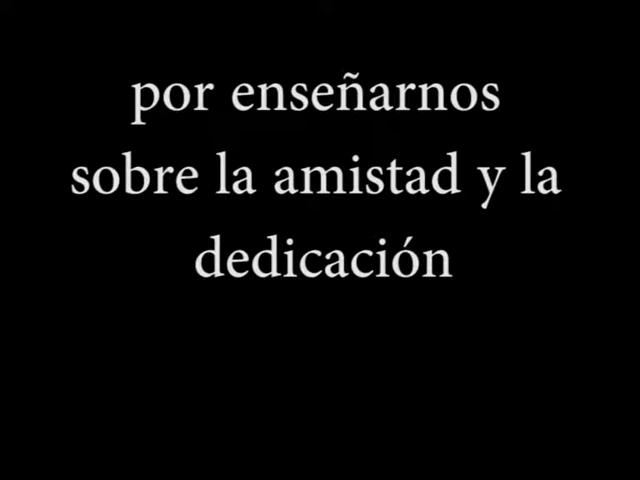 por enseñarnos
sobre la amistad y la
dedicación